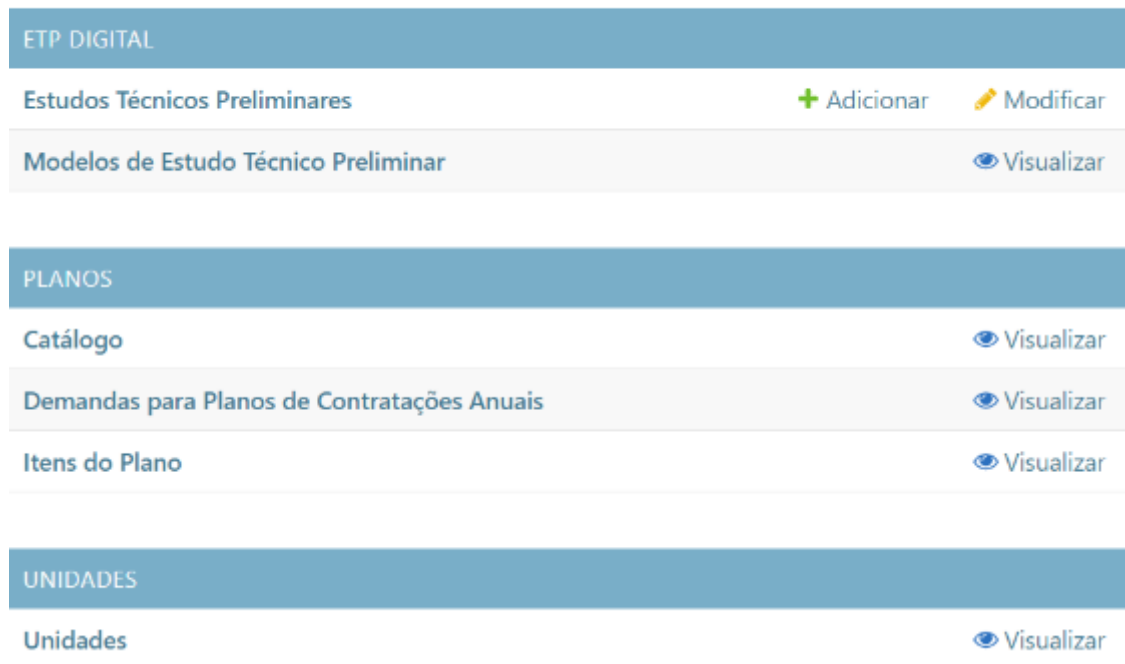 ETP DIGITAL
Estudos Técnicos Preliminares Adicionar Modificar
Modelos de Estudo Técnico Preliminar Visualizar
PLANOS
Catálogo Visualizar
Demandas para Planos de Contratações Anuais Visualizar
Itens do Plano Visualizar
UNIDADES
Unidades Visualizar